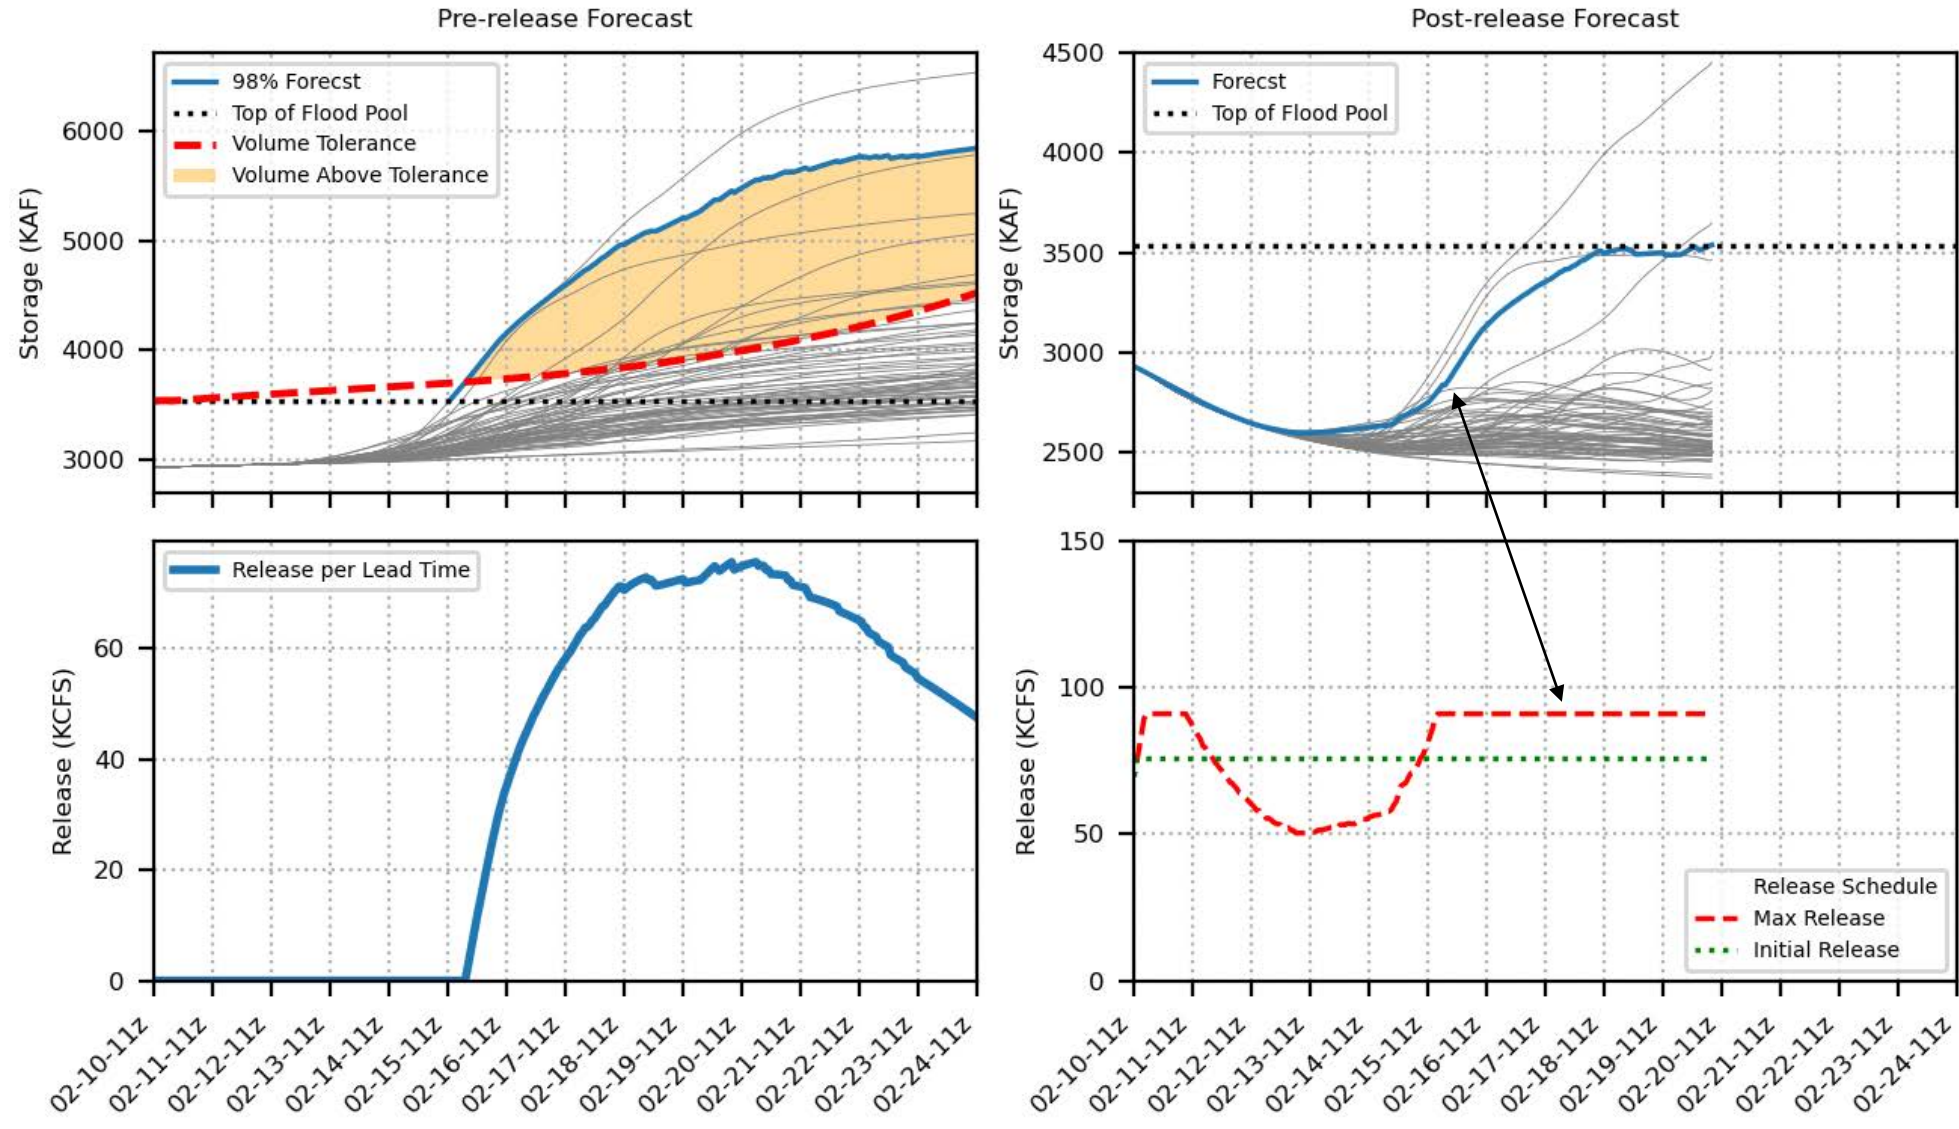 Pre-release Forecast
98% Forecst
Top of Flood Pool
Volume Tolerance
Volume Above Tolerance
Storage (KAF)
6000
5000
4000
3000
Post-release Forecast
Forecst
Top of Flood Pool
Storage (KAF)
4500
4000
3500
3000
2500
Release per Lead Time
Release (KCFS)
60
40
20
0
02-10-11z
02-11-11z
02-12-11z
02-13-11z
02-14-11z
02-15-11z
02-16-11z
02-17-11z
02-18-11z
02-19-11z
02-20-11z
02-21-11z
02-22-11z
02-23-11z
02-24-11z
Release (KCFS)
150
100
50
0
Release Schedule
Max Release
Initial Release
02-10-11z
02-11-11z
02-12-11z
02-13-11z
02-14-11z
02-15-11z
02-16-11z
02-17-11z
02-18-11z
02-19-11z
02-20-11z
02-21-11z
02-22-11z
02-23-11z
02-24-11z